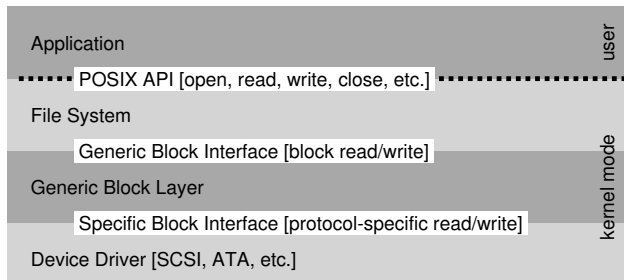 Application
user
POSIX API [open, read, write, close, etc.]
File System
Generic Block Interface [block read/write]
Generic Block Layer
kernel mode
Specific Block Interface [protocol-specific read/write]
Device Driver [SCSI, ATA, etc.]